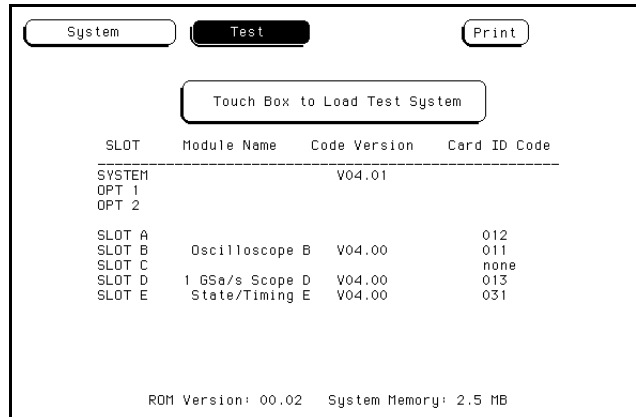 System Test Print
Touch Box to Load Test System
SLOT Module Name Code Version Card ID Code
SYSTEM V04.01
OPT 1
OPT 2
SLOT A 012
SLOT B Oscilloscope B V04.00 011
SLOT C none
SLOT D 1 GSa/s Scope D V04.00 013
SLOT E State/Timing E V04.00 031
ROM Version: 00.02 System Memory: 2.5 MB